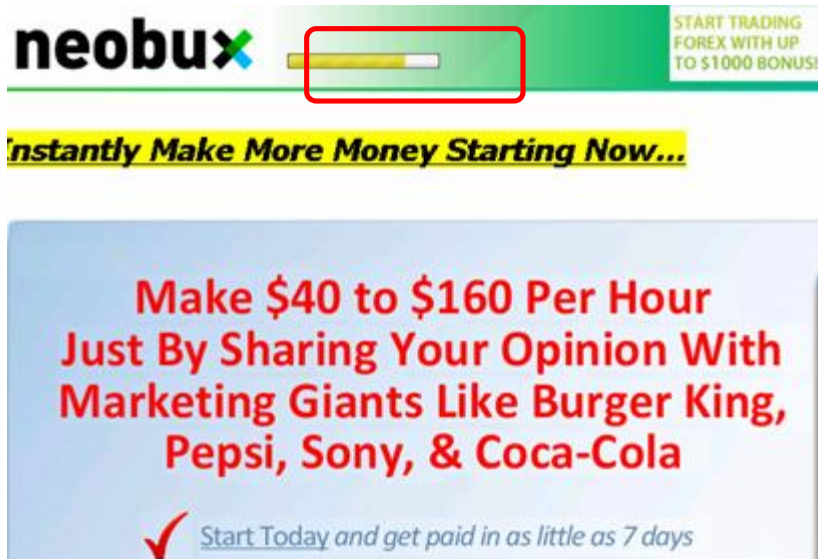 neobux
START TRADING
FOREX WITH UP
TO $1000 BONUS!
Instantly Make More Money Starting Now...
Make $40 to $160 Per Hour
Just By Sharing Your Opinion With
Marketing Giants Like Burger King,
Pepsi, Sony, & Coca-Cola
Start Today and get paid in as little as 7 days